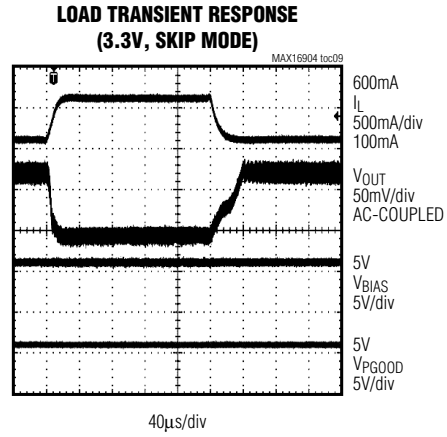 LOAD TRANSIENT RESPONSE
(3.3V, SKIP MODE)
MAX16904 toc09
T
600mA
IL
500mA/div
100mA
VOUT
50mV/div
AC-COUPLED
5V
VBIAS
5V/div
5V
VPGOOD
5V/div
40µs/div